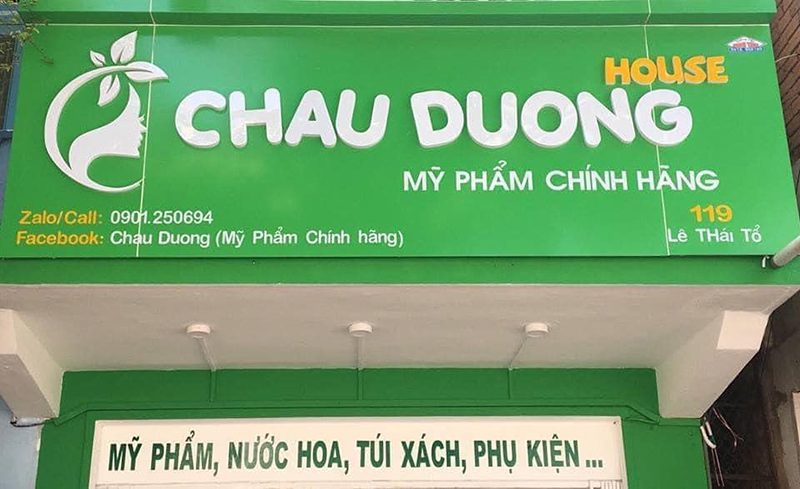 HOUSE
CHAU DUONG
MỸ PHẨM CHÍNH HÃNG
Zalo/Call: 0901.250694
Facebook: Chau Duong (Mỹ Phẩm Chính hãng)
119
Lê THái Tổ
MỸ PHẨM, NƯỚC HOA, TÚI XÁCH, PHỤ KIỆN ...